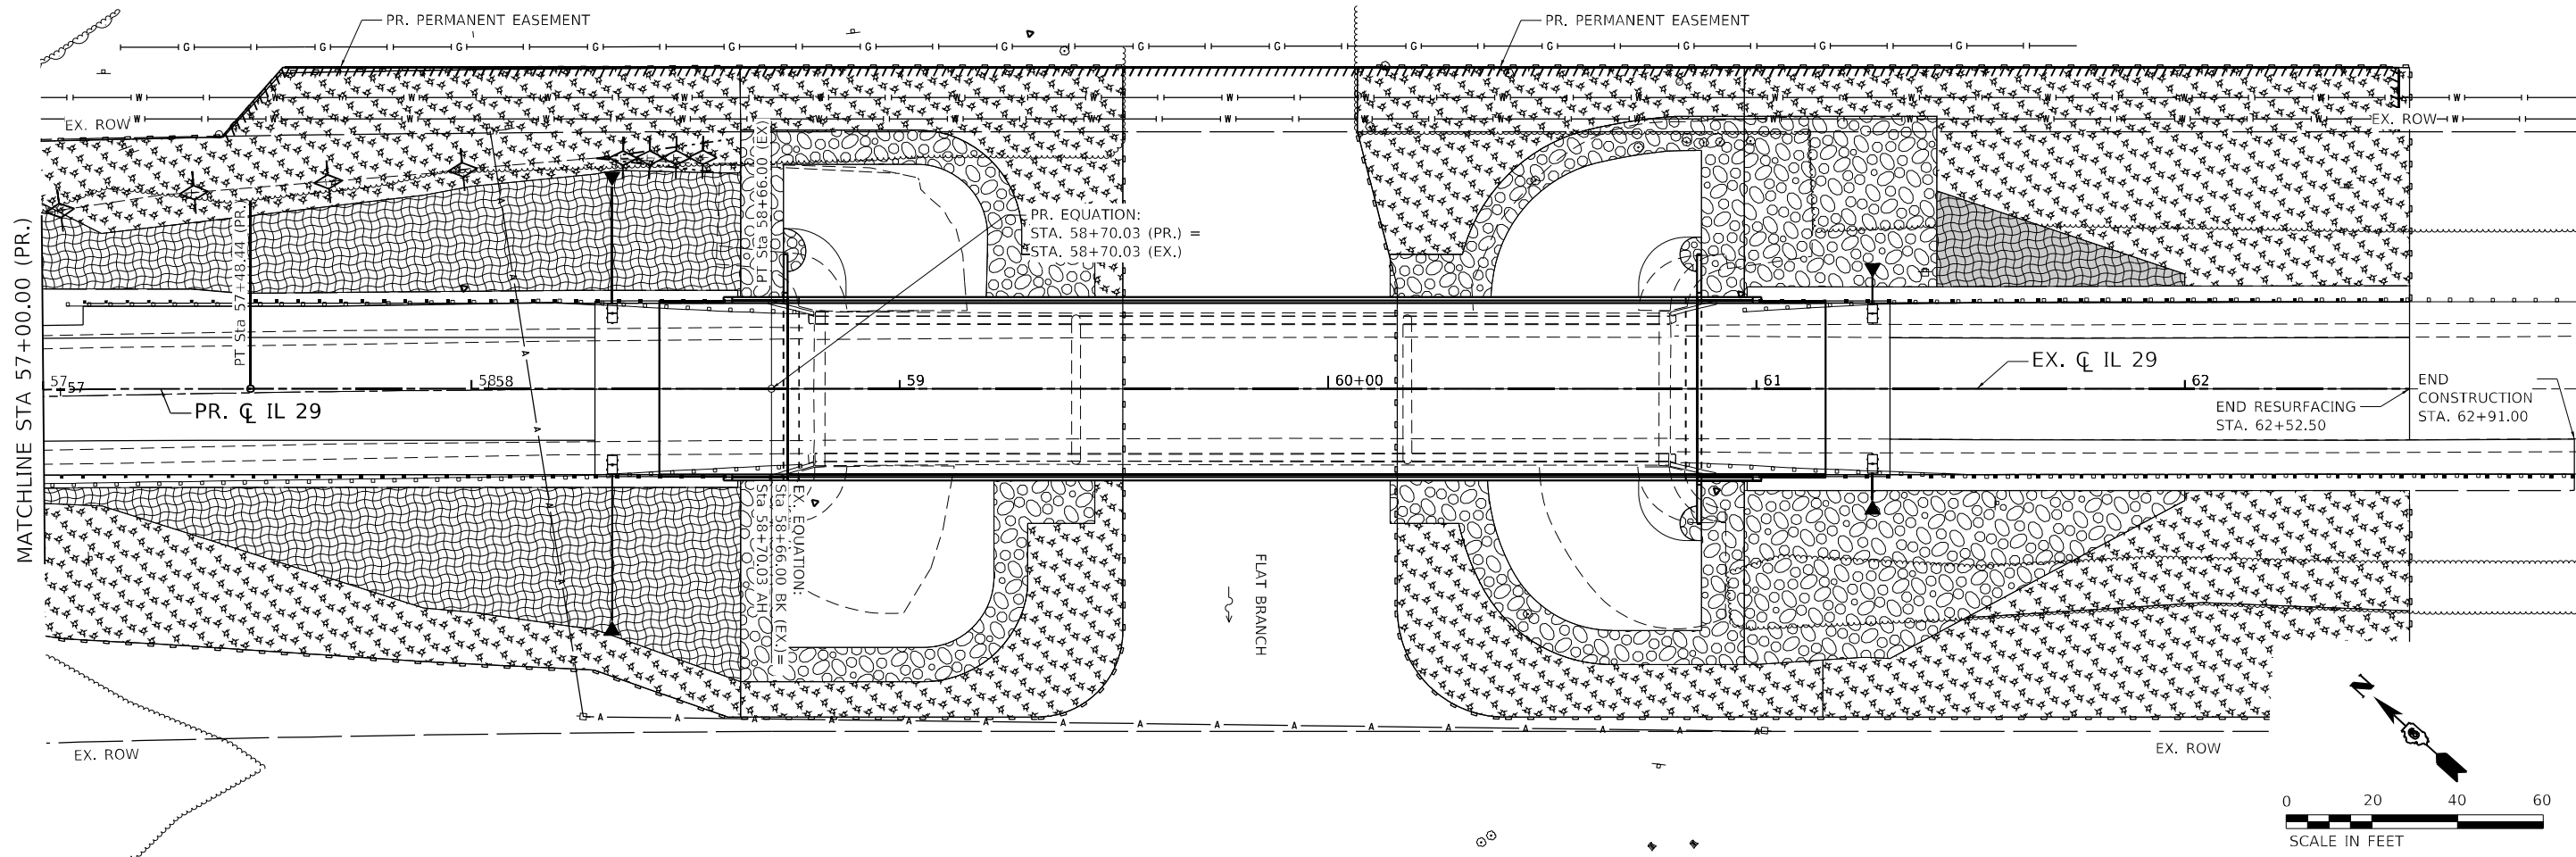 PR. PERMANENT EASEMENT
PR. PERMANENT EASEMENT
G G G G G G G G G G G G G G
W W W W W W W W W W W W W W W W W W
EX. ROW
EX. ROW
MATCHLINE STA 57+00.00 (PR.)
PT Sta 57+48.44 (PR.)
PT Sta 58+66.00 (EX)
PR. EQUATION:
STA. 58+70.03 (PR.) =
STA. 58+70.03 (EX.)
57 57
58 58
59
60+00
61
62
PR. ℄ IL 29
EX. ℄ IL 29
END RESURFACING
STA. 62+52.50
END
CONSTRUCTION
STA. 62+91.00
EX. EQUATION:
Sta 58+66.00 BK (EX.) =
Sta 58+70.03 AH
FLAT BRANCH
A A A A A A A A A A A A A A A A
EX. ROW
EX. ROW
N
0 20 40 60
SCALE IN FEET